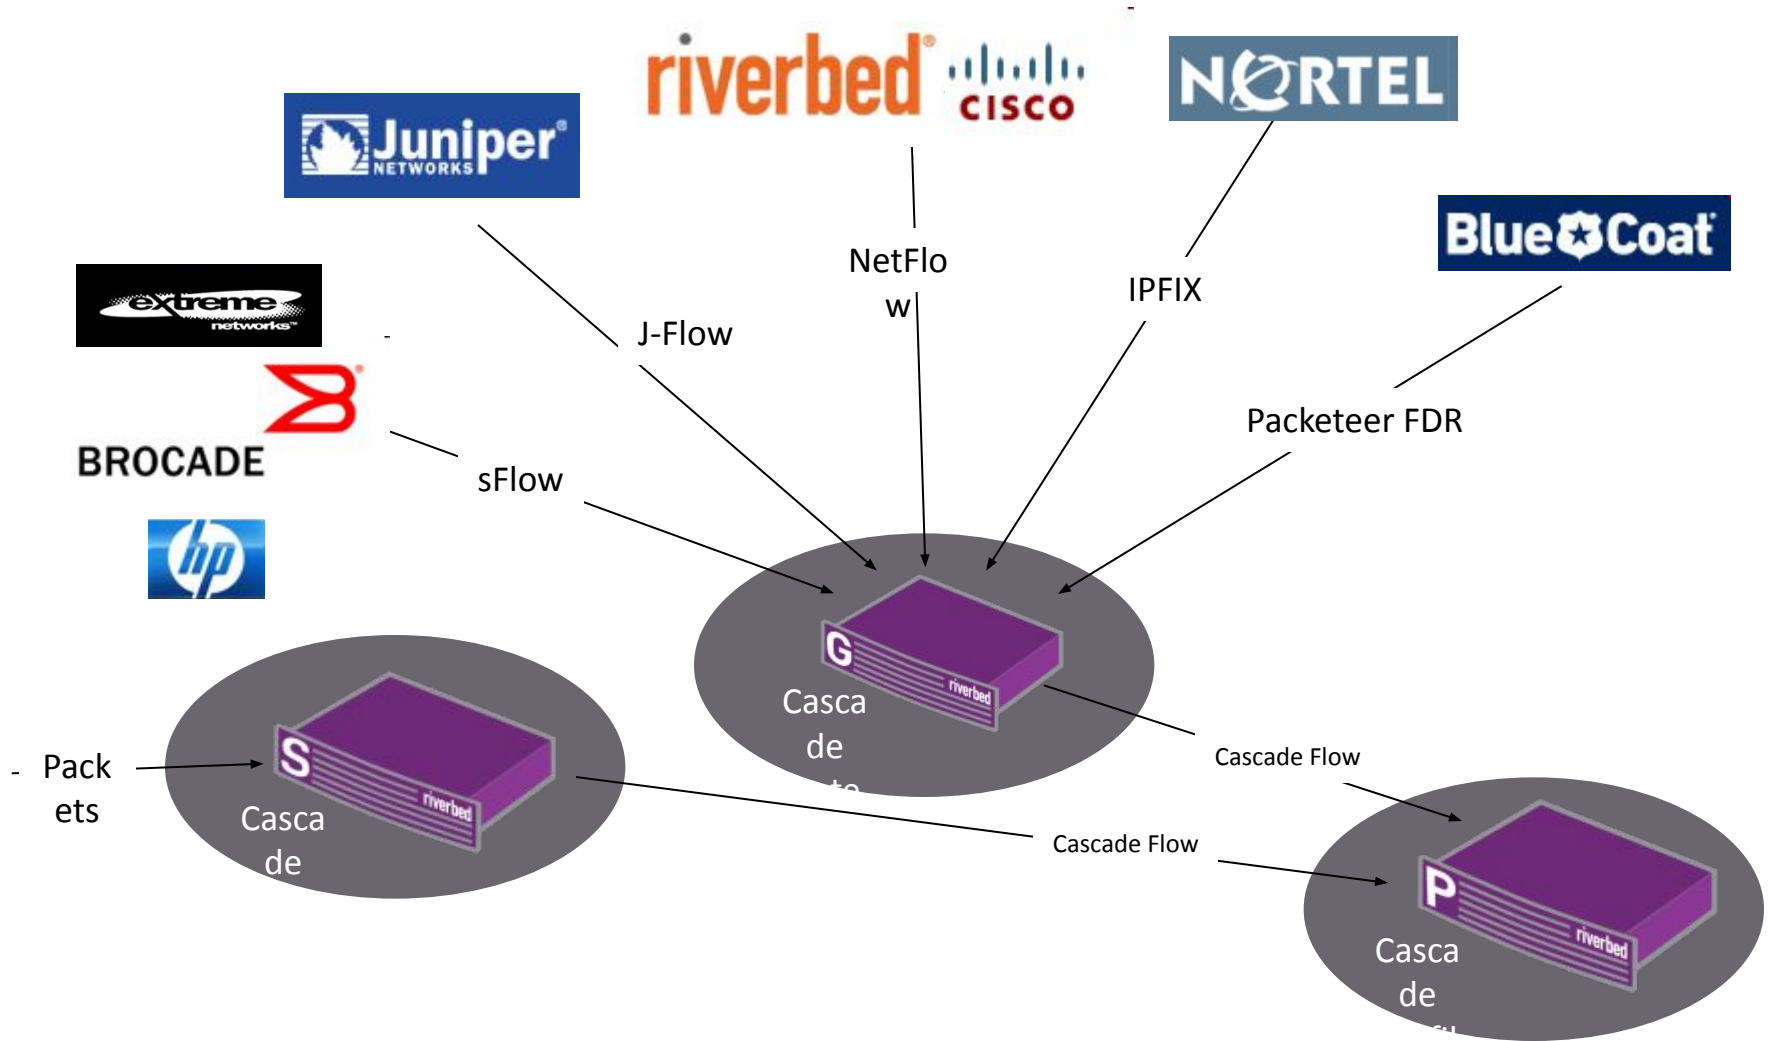 riverbed®
CISCO
NORTEL
Juniper®
NETWORKS
Blue Coat
extreme
networks™
NetFlo
w
IPFIX
J-Flow
BROCADE
Packeteer FDR
sFlow
hp
G
riverbed
Casca
de
S
riverbed
Pack
ets
Casca
de
Cascade Flow
Cascade Flow
P
riverbed
Casca
de